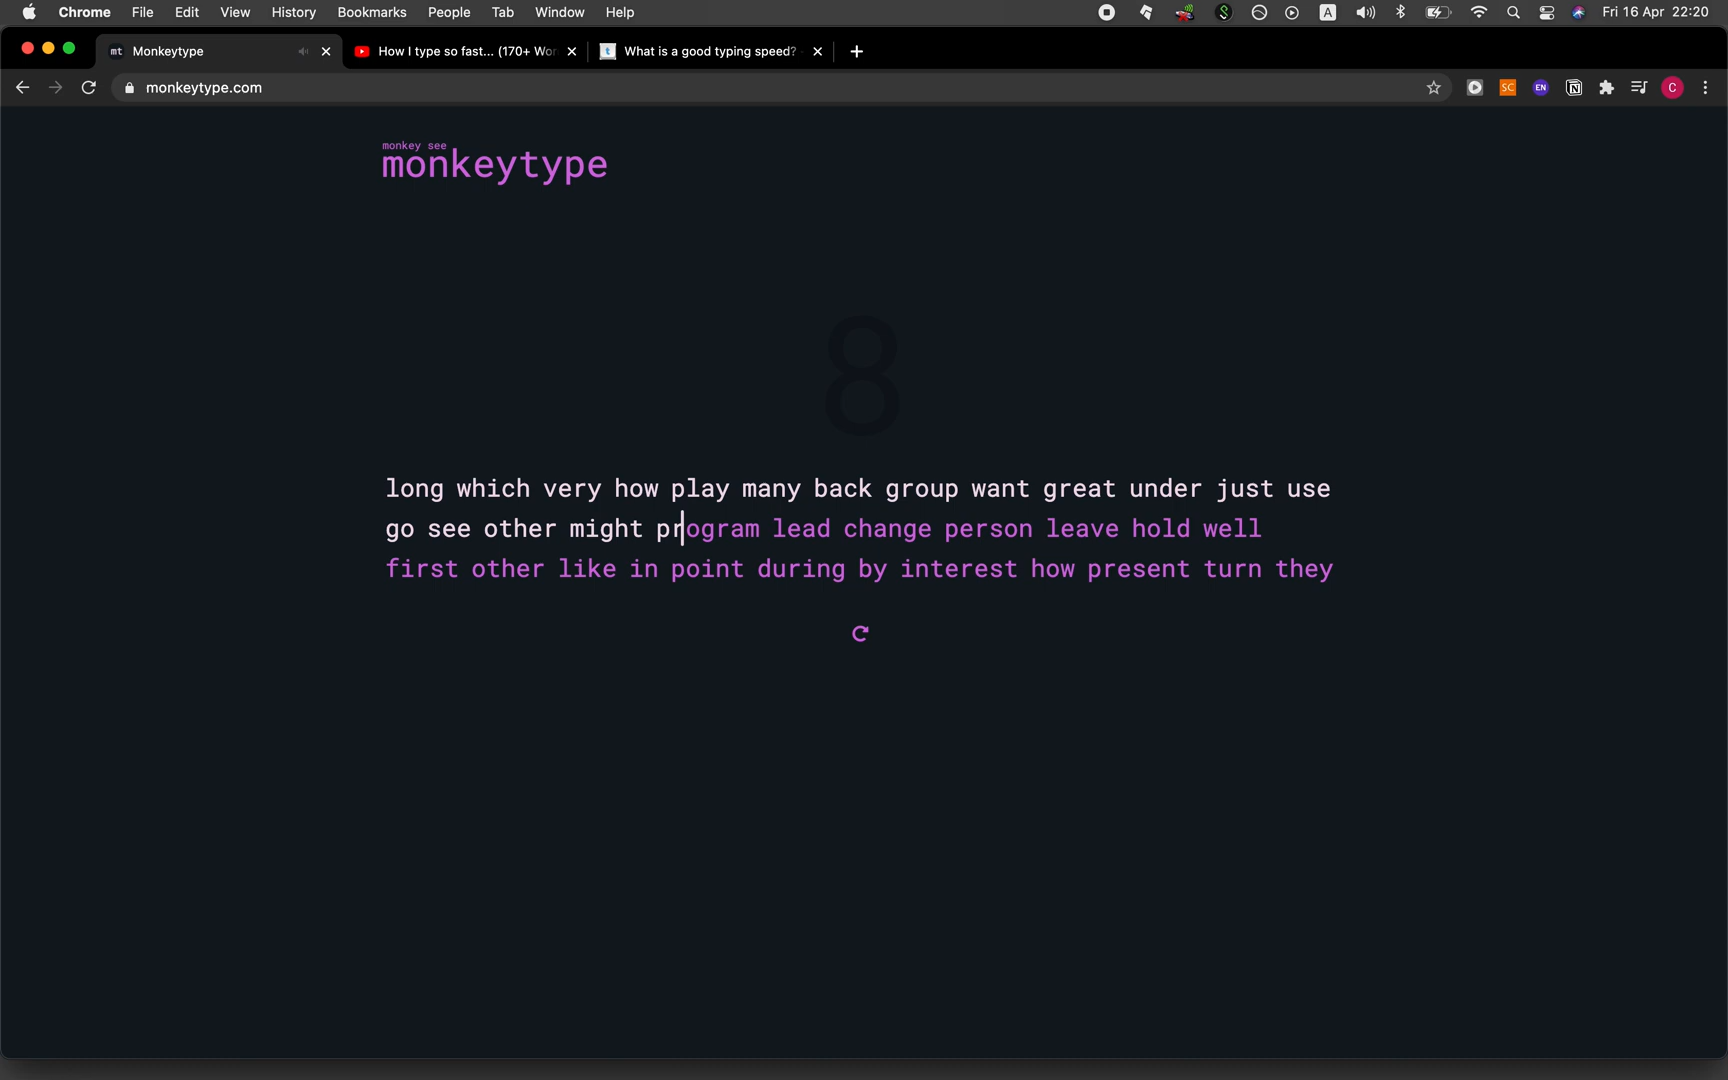 Chrome File Edit View History Bookmarks People Tab Window Help A Fri 16 Apr 22:20
mt Monkeytype How I type so fast... (170+ Wor t What is a good typing speed?
monkeytype.com SC EN N C
monkey see
monkeytype
8
long which very how play many back group want great under just use
go see other might program lead change person leave hold well
first other like in point during by interest how present turn they